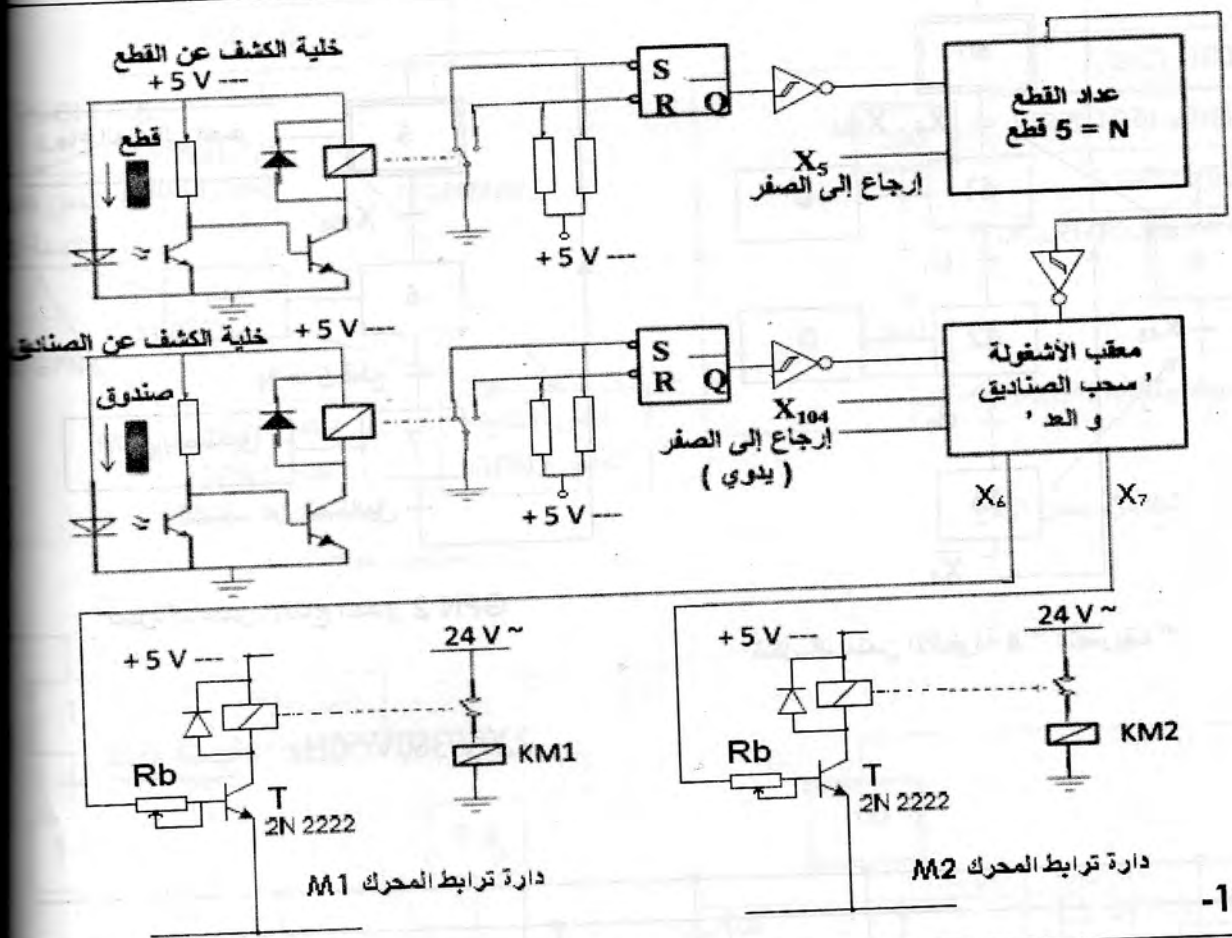 خلية الكشف عن القطع
+ 5 V ---
قطع
S
R Q
+ 5 V ---
عداد القطع
N = 5 قطع
X5
إرجاع إلى الصفر
خلية الكشف عن الصناديق
+ 5 V ---
صندوق
S
R Q
+ 5 V ---
X104
إرجاع إلى الصفر
( يدوي )
معقب الأشغولة
' سحب الصناديق
و العد '
X6
X7
+ 5 V ---
24 V ~
KM1
Rb
T
2N 2222
دارة ترابط المحرك M1
+ 5 V ---
24 V ~
KM2
Rb
T
2N 2222
دارة ترابط المحرك M2
-1